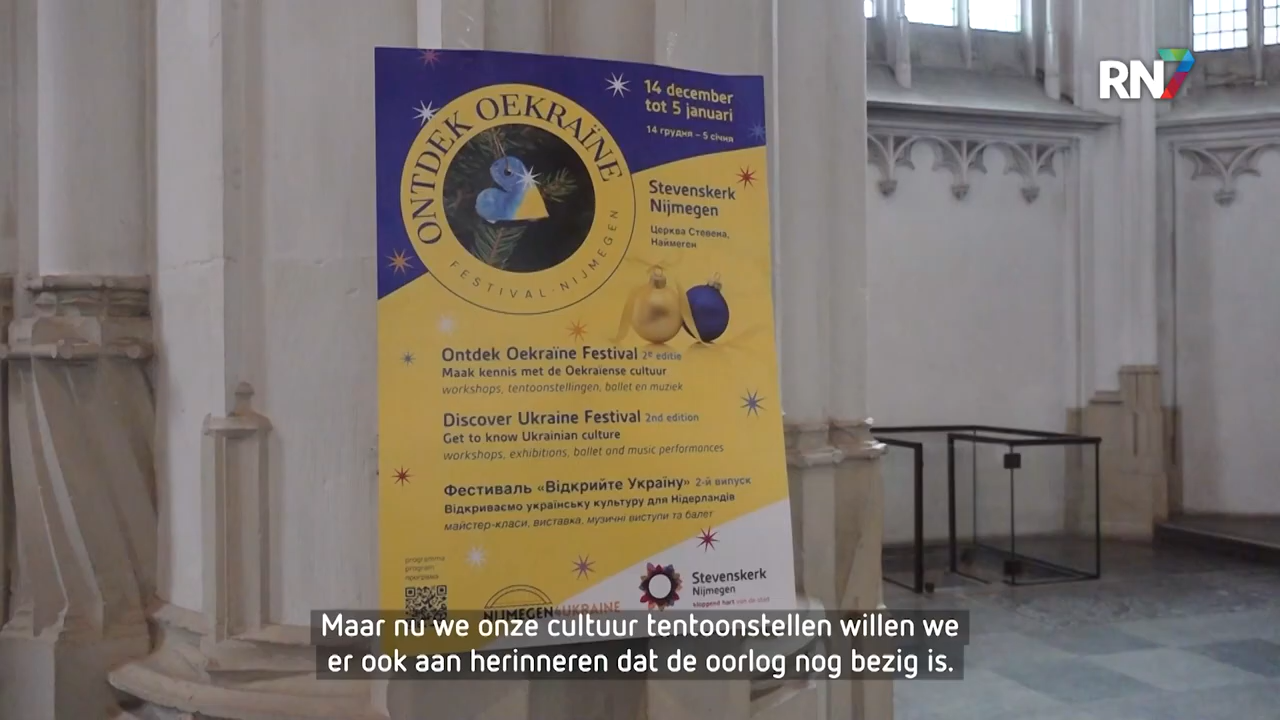 RN7
14 december
tot 5 januari
14 грудня – 5 січня
ONTDEK OEKRAÏNE
FESTIVAL · NIJMEGEN
Stevenskerk
Nijmegen
Церква Стевена,
Наймеген
Ontdek Oekraïne Festival 2e editie
Maak kennis met de Oekraïense cultuur
workshops, tentoonstellingen, ballet en muziek
Discover Ukraine Festival 2nd edition
Get to know Ukrainian culture
workshops, exhibitions, ballet and music performances
Фестиваль «Відкрийте Україну» 2-й випуск
Відкриваємо українську культуру для Нідерландів
майстер-класи, виставка, музичні виступи та балет
programma
program
програма
NIJMEGEN4UKRAINE
Stevenskerk
Nijmegen
kloppend hart van de stad
Maar nu we onze cultuur tentoonstellen willen we
er ook aan herinneren dat de oorlog nog bezig is.